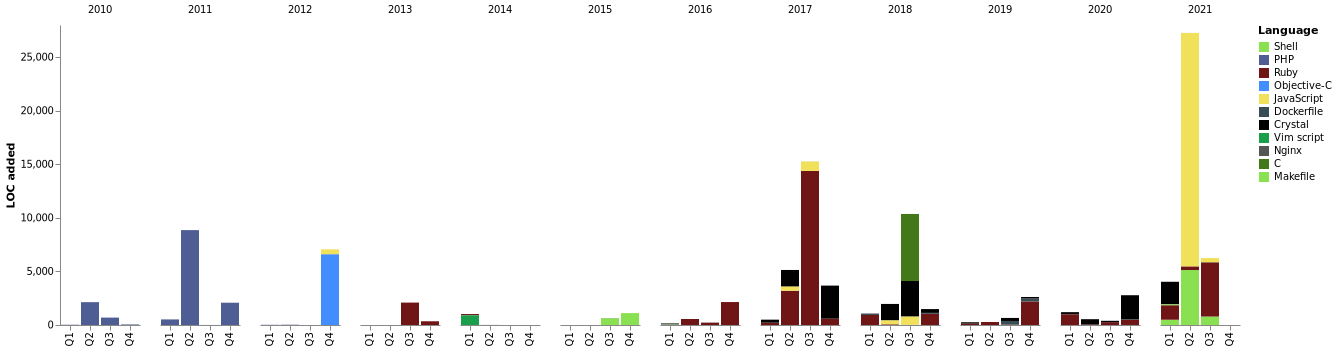 2010 2011 2012 2013 2014 2015 2016 2017 2018 2019 2020 2021
LOC added
25,000
20,000
15,000
10,000
5,000
0
Q1 Q2 Q3 Q4 Q1 Q2 Q3 Q4 Q1 Q2 Q3 Q4 Q1 Q2 Q3 Q4 Q1 Q2 Q3 Q4 Q1 Q2 Q3 Q4 Q1 Q2 Q3 Q4 Q1 Q2 Q3 Q4 Q1 Q2 Q3 Q4 Q1 Q2 Q3 Q4 Q1 Q2 Q3 Q4 Q1 Q2 Q3 Q4
Language
Shell
PHP
Ruby
Objective-C
JavaScript
Dockerfile
Crystal
Vim script
Nginx
C
Makefile